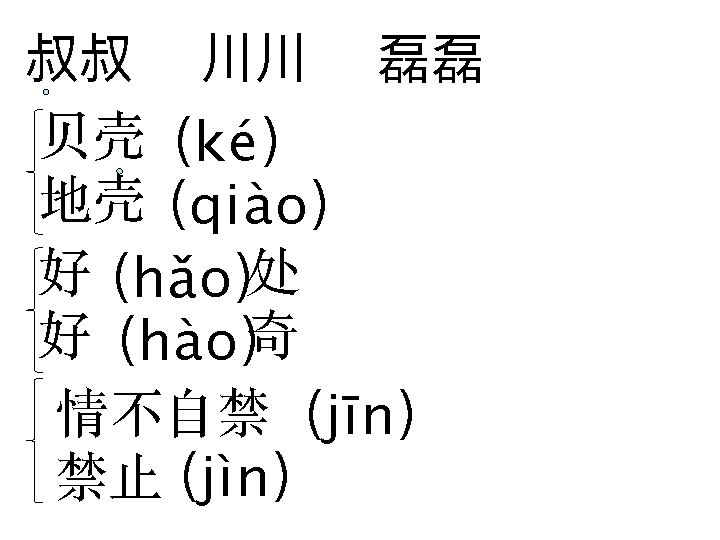 叔叔 川川 磊磊
贝壳 (ké)
地壳 (qiào)
好 (hǎo)处
好 (hào)奇
情不自禁 (jīn)
禁止 (jìn)